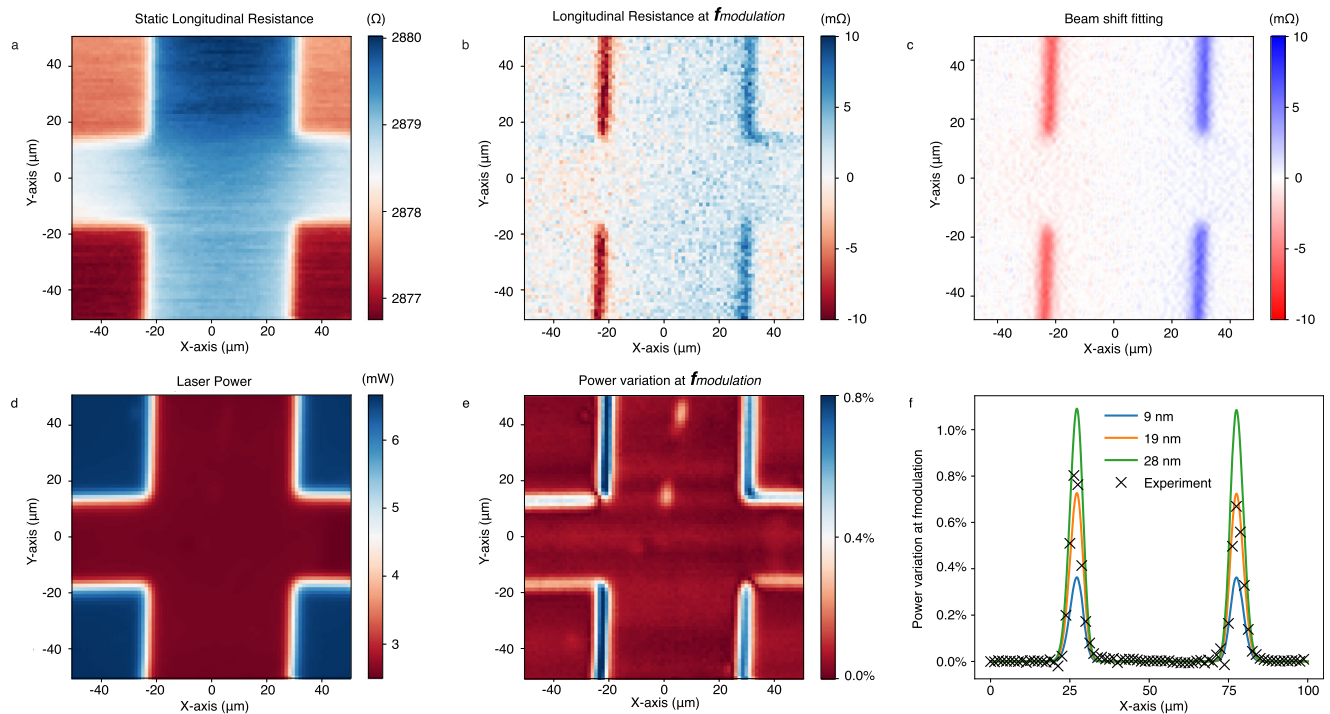 Static Longitudinal Resistance
(Ω)
a
40
20
0
-20
-40
Y-axis (µm)
-40
-20
0
20
40
X-axis (µm)
2880
2879
2878
2877
Longitudinal Resistance at fmodulation
(mΩ)
b
40
20
0
-20
-40
Y-axis (µm)
-40
-20
0
20
40
X-axis (µm)
10
5
0
-5
-10
Beam shift fitting
(mΩ)
c
40
20
0
-20
-40
Y-axis (µm)
-40
-20
0
20
40
X-axis (µm)
10
5
0
-5
-10
Laser Power
(mW)
d
40
20
0
-20
-40
Y-axis (µm)
-40
-20
0
20
40
X-axis (µm)
6
5
4
3
Power variation at fmodulation
e
40
20
0
-20
-40
Y-axis (µm)
-40
-20
0
20
40
X-axis (µm)
0.8%
0.4%
0.0%
f
1.0%
0.8%
0.6%
0.4%
0.2%
0.0%
Power variation at fmodulation
9 nm
19 nm
28 nm
Experiment
0
25
50
75
100
X-axis (µm)